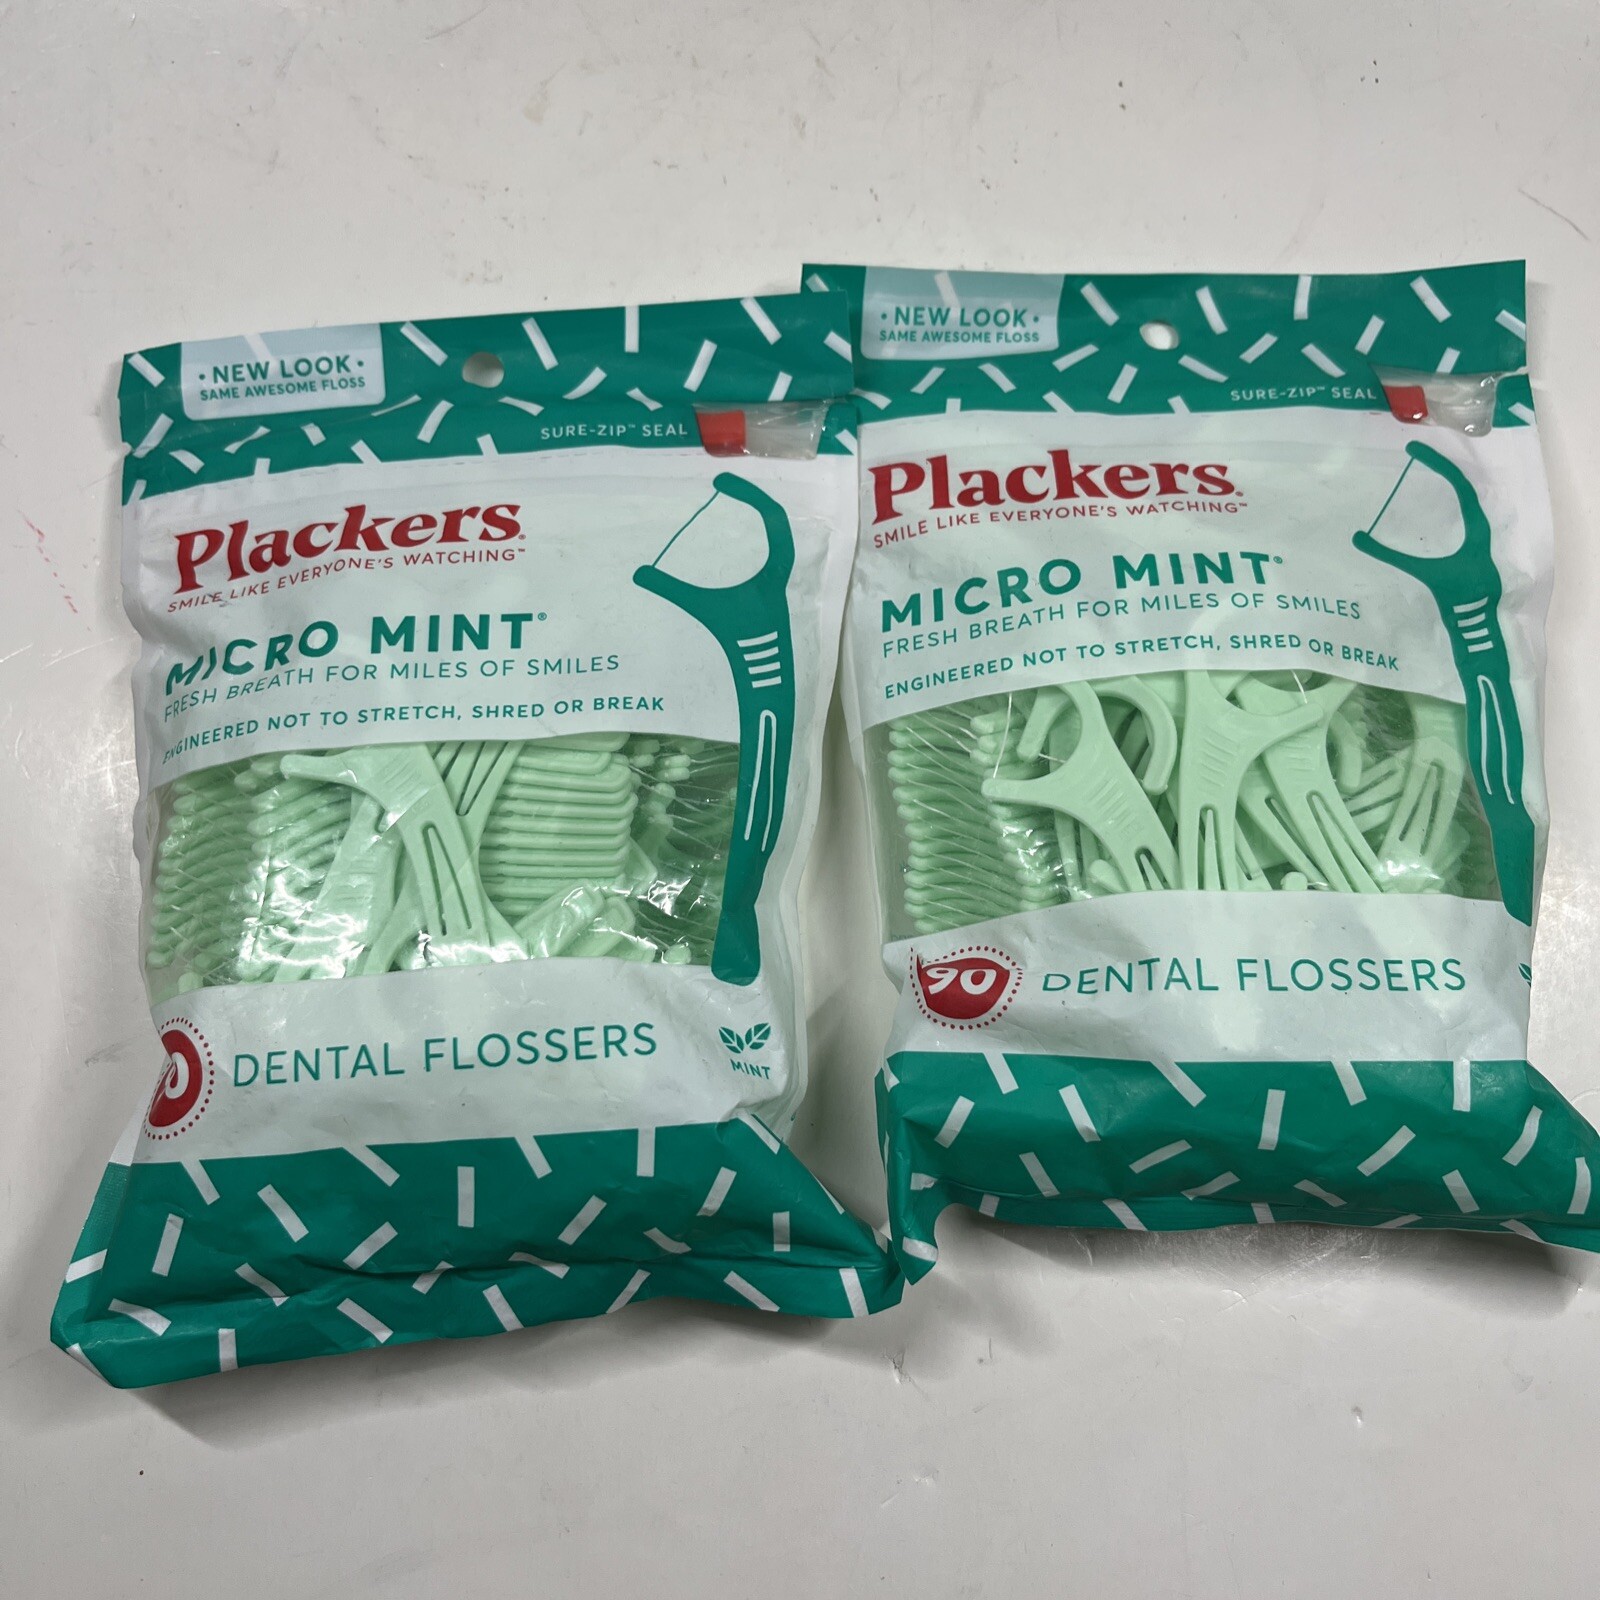 • NEW LOOK •
SAME AWESOME FLOSS
SURE-ZIP™ SEAL
Plackers®
SMILE LIKE EVERYONE'S WATCHING™
MICRO MINT®
FRESH BREATH FOR MILES OF SMILES
ENGINEERED NOT TO STRETCH, SHRED OR BREAK
DENTAL FLOSSERS
MINT
• NEW LOOK •
SAME AWESOME FLOSS
SURE-ZIP™ SEAL
Plackers®
SMILE LIKE EVERYONE'S WATCHING™
MICRO MINT®
FRESH BREATH FOR MILES OF SMILES
ENGINEERED NOT TO STRETCH, SHRED OR BREAK
90 DENTAL FLOSSERS